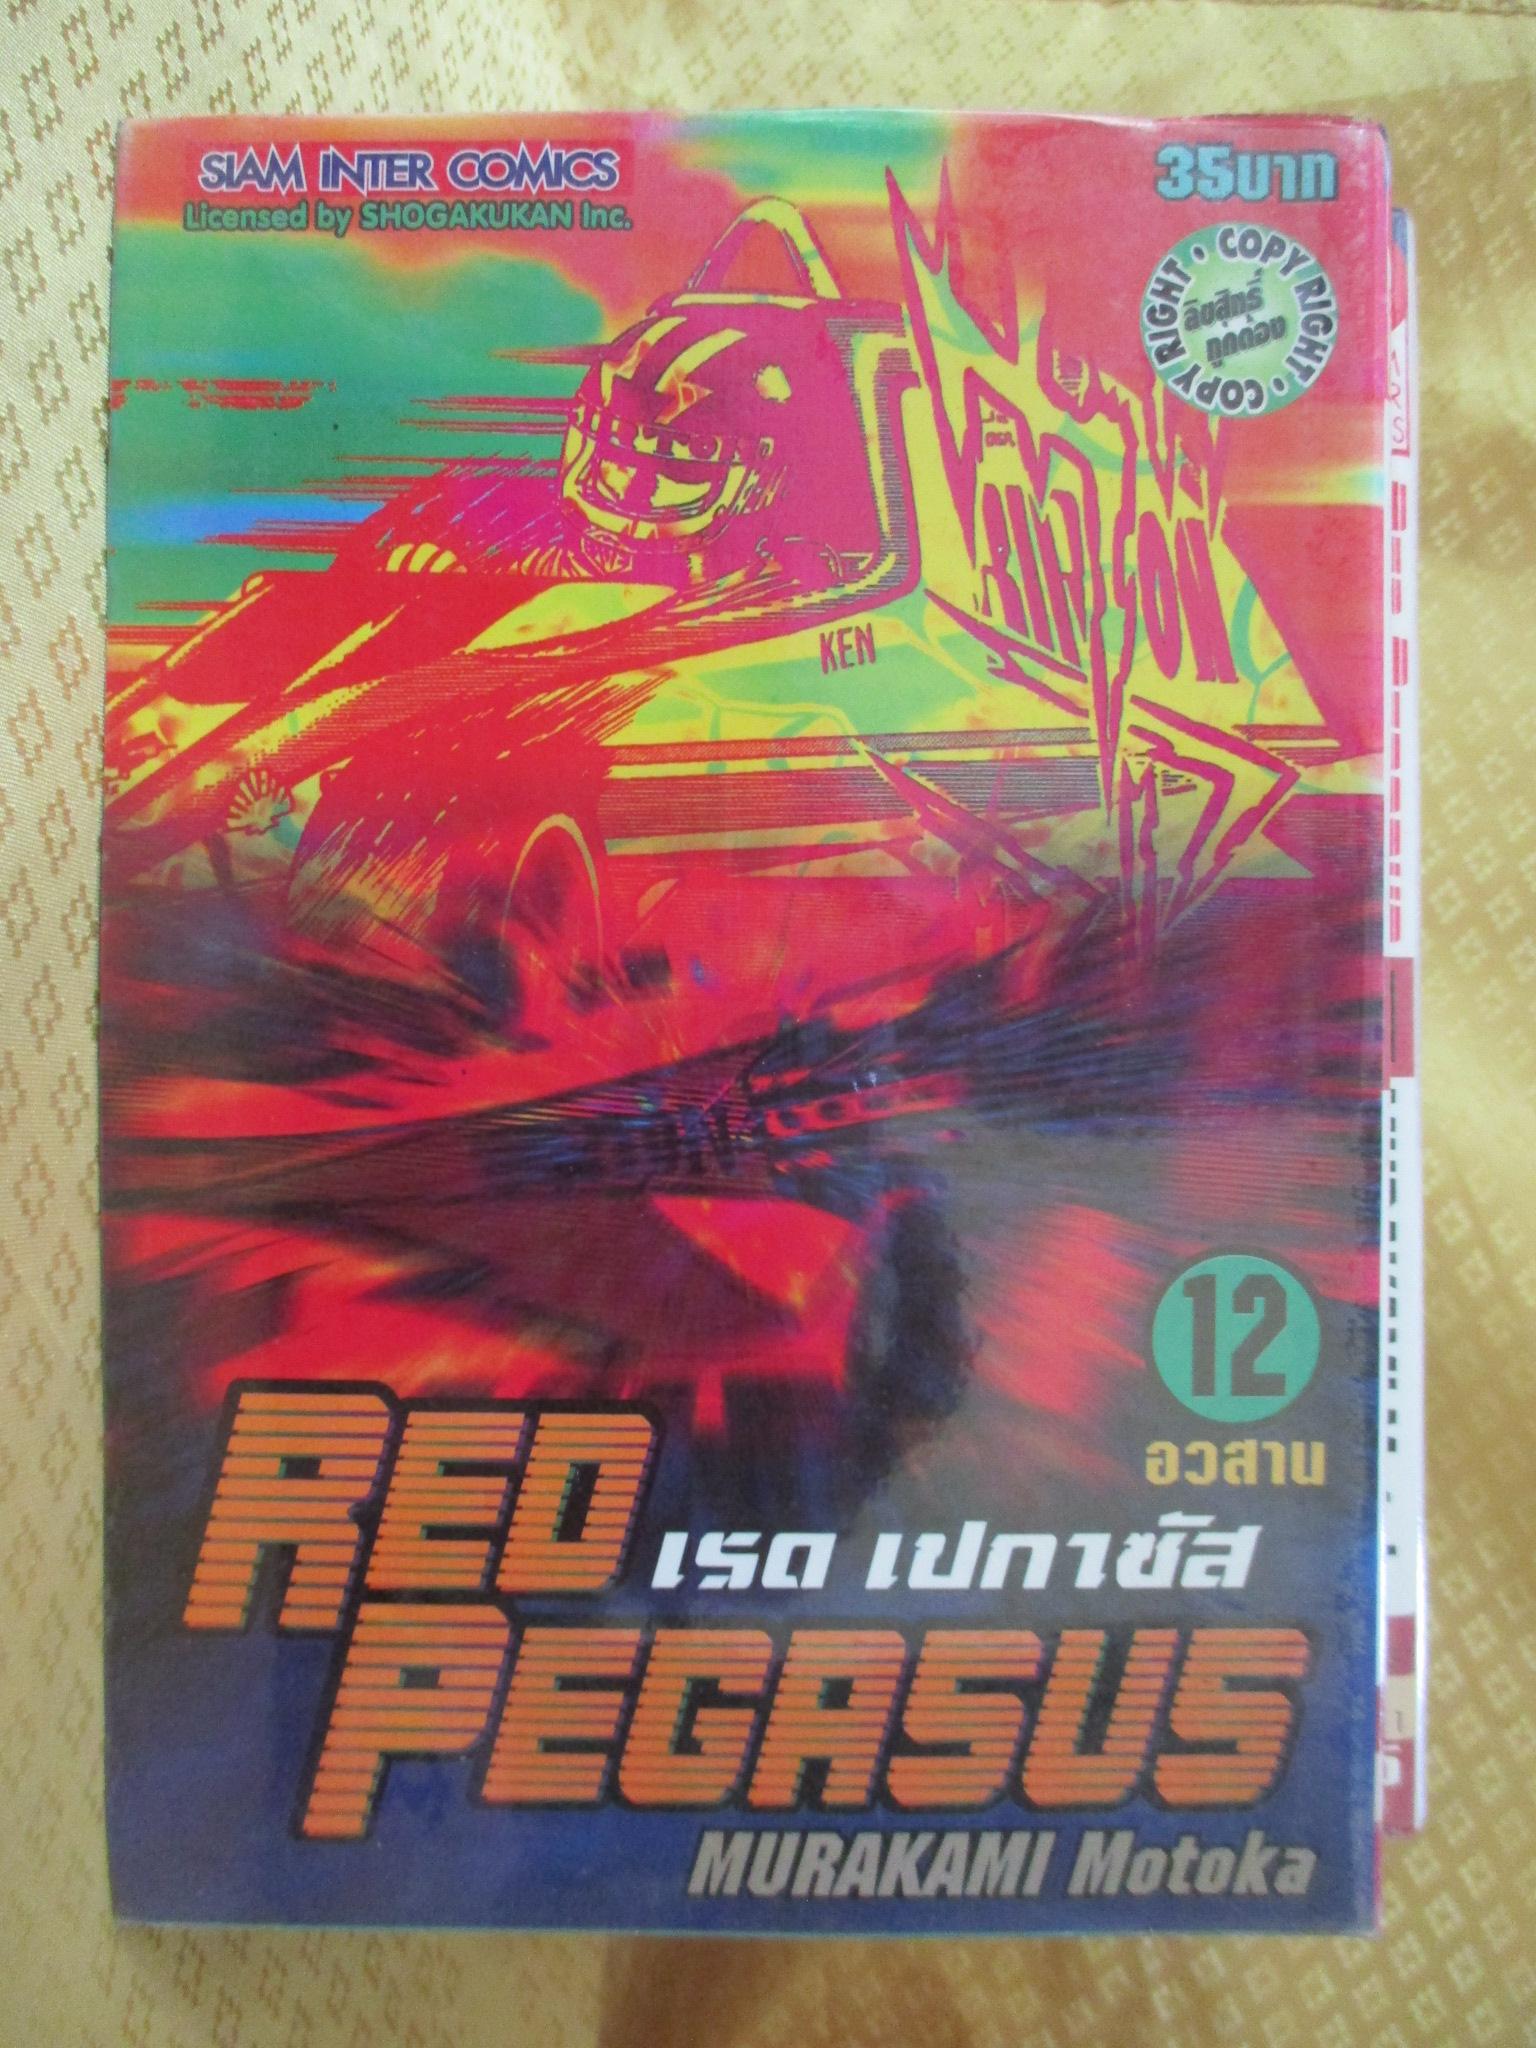 SIAM INTER COMICS
Licensed by SHOGAKUKAN Inc.
35บาท
COPY RIGHT • COPY RIGHT •
ลิขสิทธิ์
ถูกต้อง
KEN
12
อวสาน
RED
เรด เปกาซัส
PEGASUS
MURAKAMI Motoka